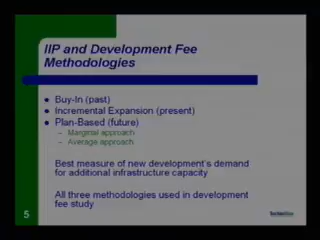 IIP and Development Fee
Methodologies
Buy-In (past)
Incremental Expansion (present)
Plan-Based (future)
– Marginal approach
– Average approach
Best measure of new development's demand
for additional infrastructure capacity
All three methodologies used in development
fee study
5